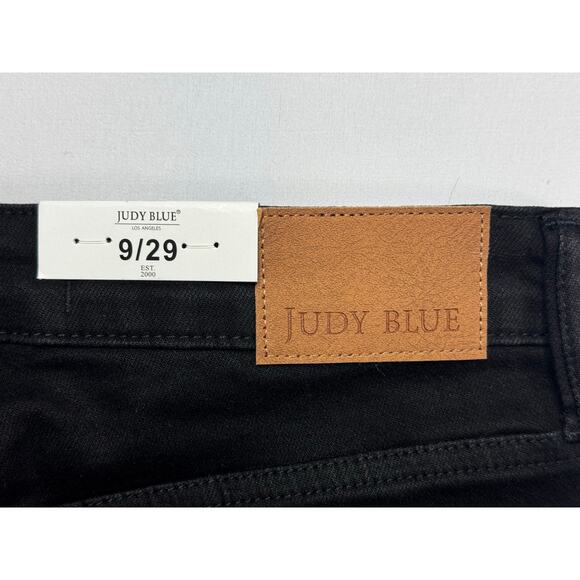 JUDY BLUE®
LOS ANGELES
9/29
EST.
2000
JUDY BLUE